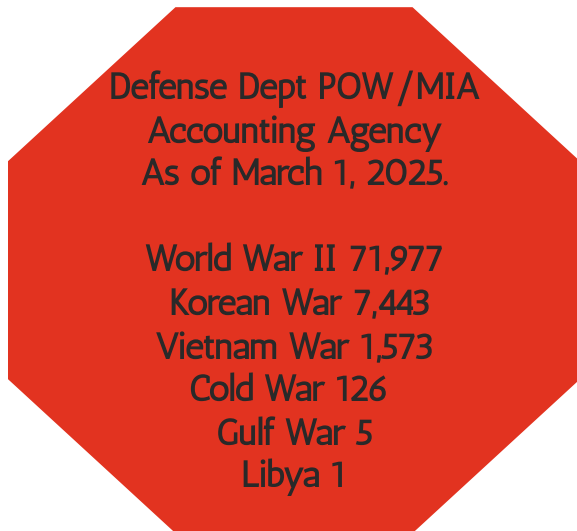 Defense Dept POW/MIA
Accounting Agency
As of March 1, 2025.
World War II 71,977
Korean War 7,443
Vietnam War 1,573
Cold War 126
Gulf War 5
Libya 1